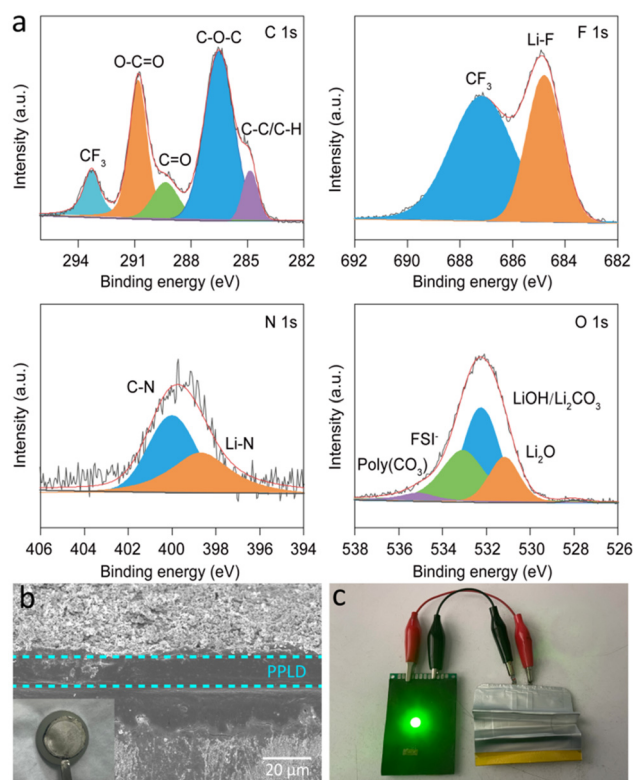 a
C 1s
C-O-C
O-C=O
C-C/C-H
C=O
CF₃
Intensity (a.u.)
294 291 288 285 282
Binding energy (eV)
F 1s
Li-F
CF₃
Intensity (a.u.)
692 690 688 686 684 682
Binding energy (eV)
N 1s
C-N
Li-N
Intensity (a.u.)
406 404 402 400 398 396 394
Binding energy (eV)
O 1s
LiOH/Li₂CO₃
FSI⁻
Li₂O
Poly(CO₃)
Intensity (a.u.)
538 536 534 532 530 528 526
Binding energy (eV)
b
PPLD
20 μm
c